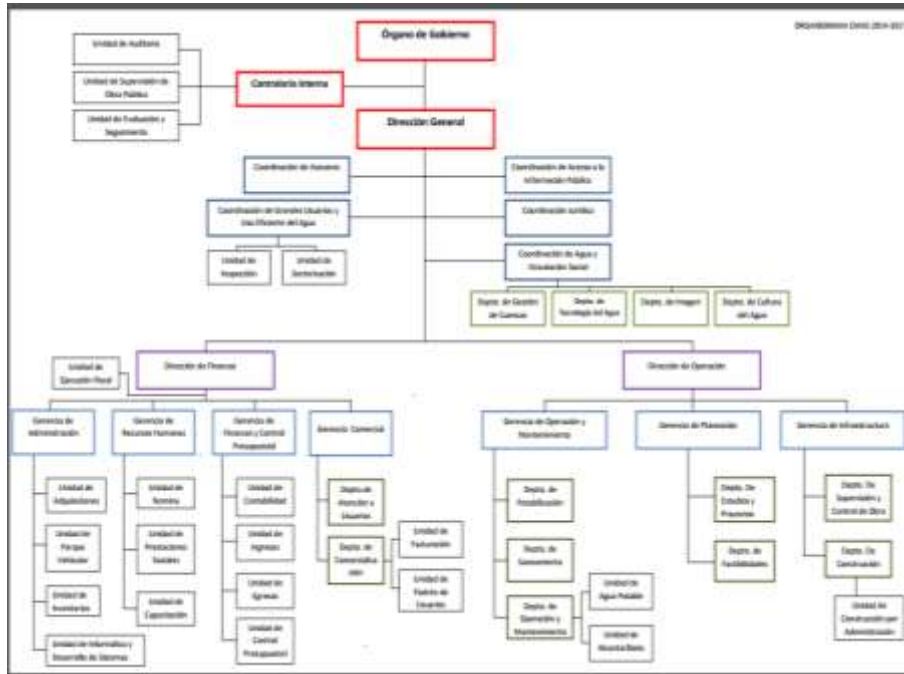 Órgano de Gobierno
Unidad de Auditoría
Unidad de Supervisión de
Obra Pública
Contraloría Interna
Unidad de Evaluación y
Seguimiento
Dirección General
Coordinación de Asesores
Coordinación de Acceso a la
Información Pública
Coordinación de Grandes Usuarios y
Uso Eficiente del Agua
Coordinación Jurídica
Unidad de
Inspección
Unidad de
Sectorización
Coordinación de Agua y
Vinculación Social
Depto. de Gestión
de Cuencas
Depto. de
Tecnología del Agua
Depto. de Imagen
Depto. de Cultura
del Agua
Dirección de Finanzas
Dirección de Operación
Unidad de
Ejecución Fiscal
Gerencia de
Administración
Gerencia de
Recursos Humanos
Gerencia de
Finanzas y Control
Presupuestal
Gerencia Comercial
Gerencia de Operación y
Mantenimiento
Gerencia de Planeación
Gerencia de Infraestructura
Unidad de
Adquisiciones
Unidad de
Parque
Vehicular
Unidad de
Inventarios
Unidad de Informática y
Desarrollo de Sistemas
Unidad de
Nómina
Unidad de
Prestaciones
Sociales
Unidad de
Capacitación
Unidad de
Contabilidad
Unidad de
Ingresos
Unidad de
Egresos
Unidad de
Control
Presupuestal
Depto. de
Atención a
Usuarios
Depto. de
Unidad de
Facturación
Unidad de
Padrón de
Usuarios
Depto. de
Potabilización
Depto. de
Saneamiento
Depto. de
Operación y
Mantenimiento
Unidad de
Agua Potable
Unidad de
Alcantarillado
Depto. De
Estudios y
Proyectos
Depto. de
Factibilidades
Depto. De
Supervisión y
Control de Obra
Depto. De
Construcción
Unidad de
Construcción por
Administración